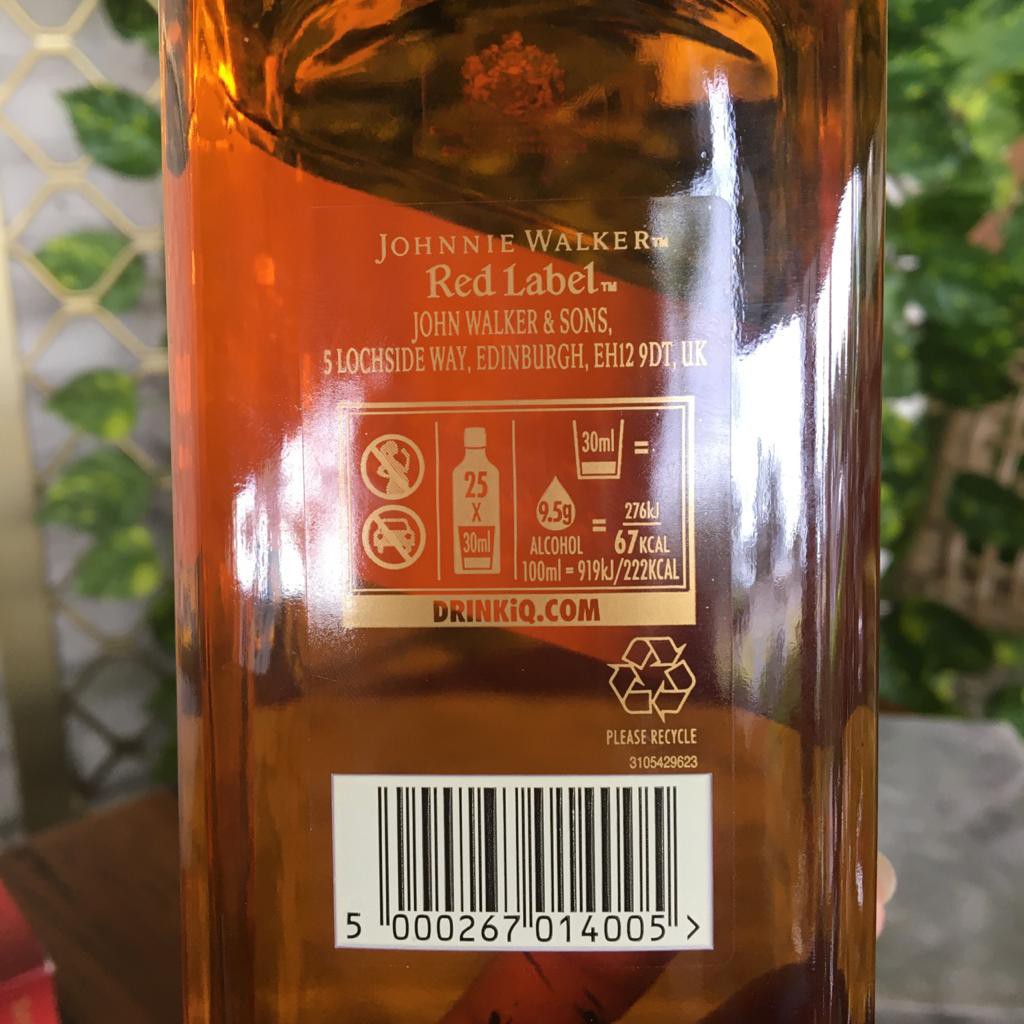 JOHNNIE WALKER™
Red Label™
JOHN WALKER & SONS,
5 LOCHSIDE WAY, EDINBURGH, EH12 9DT, UK
25
X
30ml
30ml =
9.5g
ALCOHOL
=
276kJ
67KCAL
100ml = 919kJ/222KCAL
DRINKiQ.COM
PLEASE RECYCLE
3105429623
5 000267 014005 >